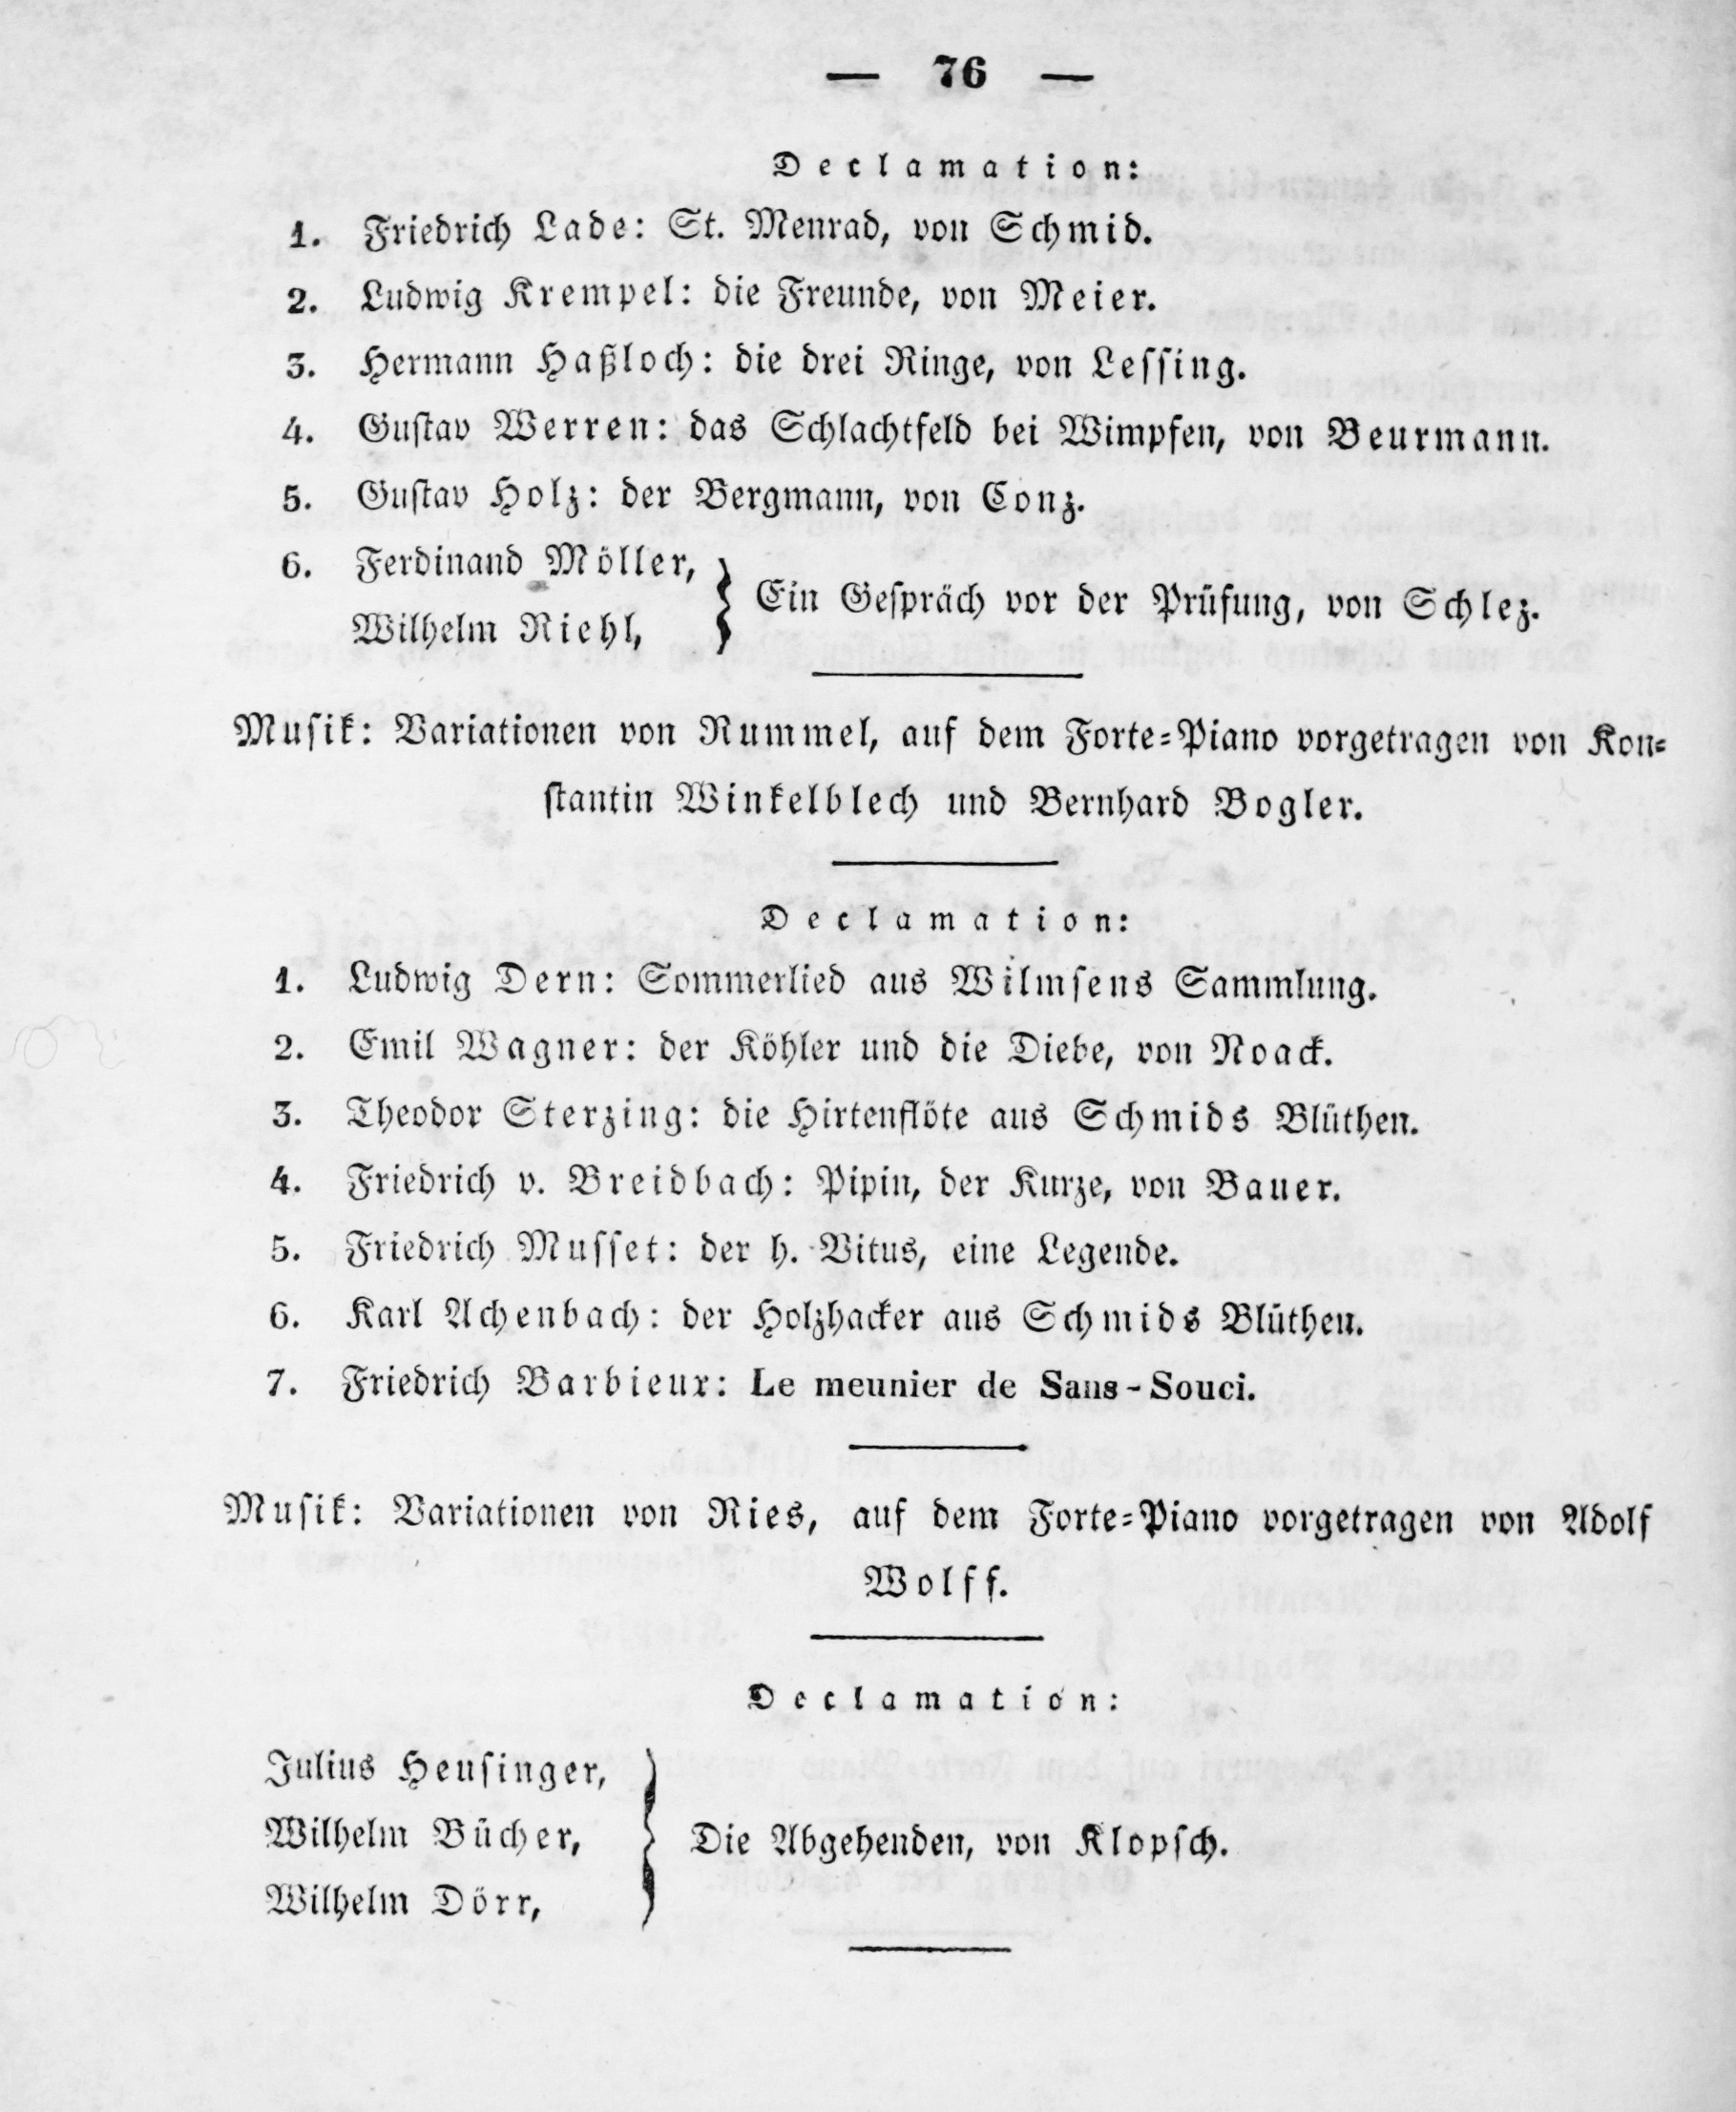 — 76 —
Declamation:
1. Friedrich Lade: St. Menrad, von Schmid.
2. Ludwig Krempel: die Freunde, von Meier.
3. Hermann Haßloch: die drei Ringe, von Lessing.
4. Gustav Werren: das Schlachtfeld bei Wimpfen, von Beurmann.
5. Gustav Holz: der Bergmann, von Conz.
6. Ferdinand Möller,
Wilhelm Riehl,
} Ein Gespräch vor der Prüfung, von Schlez.
Musik: Variationen von Rummel, auf dem Forte-Piano vorgetragen von Kon-
stantin Winkelblech und Bernhard Bogler.
Declamation:
1. Ludwig Dern: Sommerlied aus Wilmsens Sammlung.
2. Emil Wagner: der Köhler und die Diebe, von Noack.
3. Theodor Sterzing: die Hirtenflöte aus Schmids Blüthen.
4. Friedrich v. Breidbach: Pipin, der Kurze, von Bauer.
5. Friedrich Musset: der h. Vitus, eine Legende.
6. Karl Achenbach: der Holzhacker aus Schmids Blüthen.
7. Friedrich Barbieux: Le meunier de Sans-Souci.
Musik: Variationen von Ries, auf dem Forte-Piano vorgetragen von Adolf
Wolff.
Declamation:
Julius Heusinger,
Wilhelm Bücher,
Wilhelm Dörr,
} Die Abgehenden, von Klopsch.